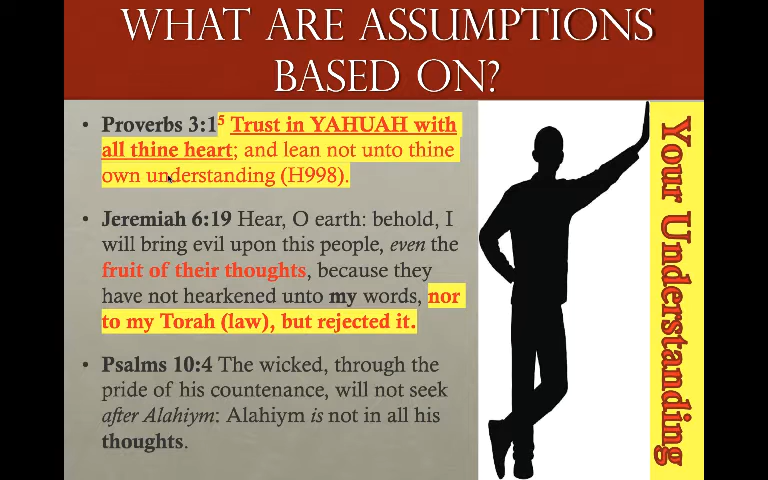 WHAT ARE ASSUMPTIONS
BASED ON?
• Proverbs 3:1⁵ Trust in YAHUAH with
all thine heart; and lean not unto thine
own understanding (H998).
• Jeremiah 6:19 Hear, O earth: behold, I
will bring evil upon this people, even the
fruit of their thoughts, because they
have not hearkened unto my words, nor
to my Torah (law), but rejected it.
• Psalms 10:4 The wicked, through the
pride of his countenance, will not seek
after Alahiym: Alahiym is not in all his
thoughts.
Your Understanding